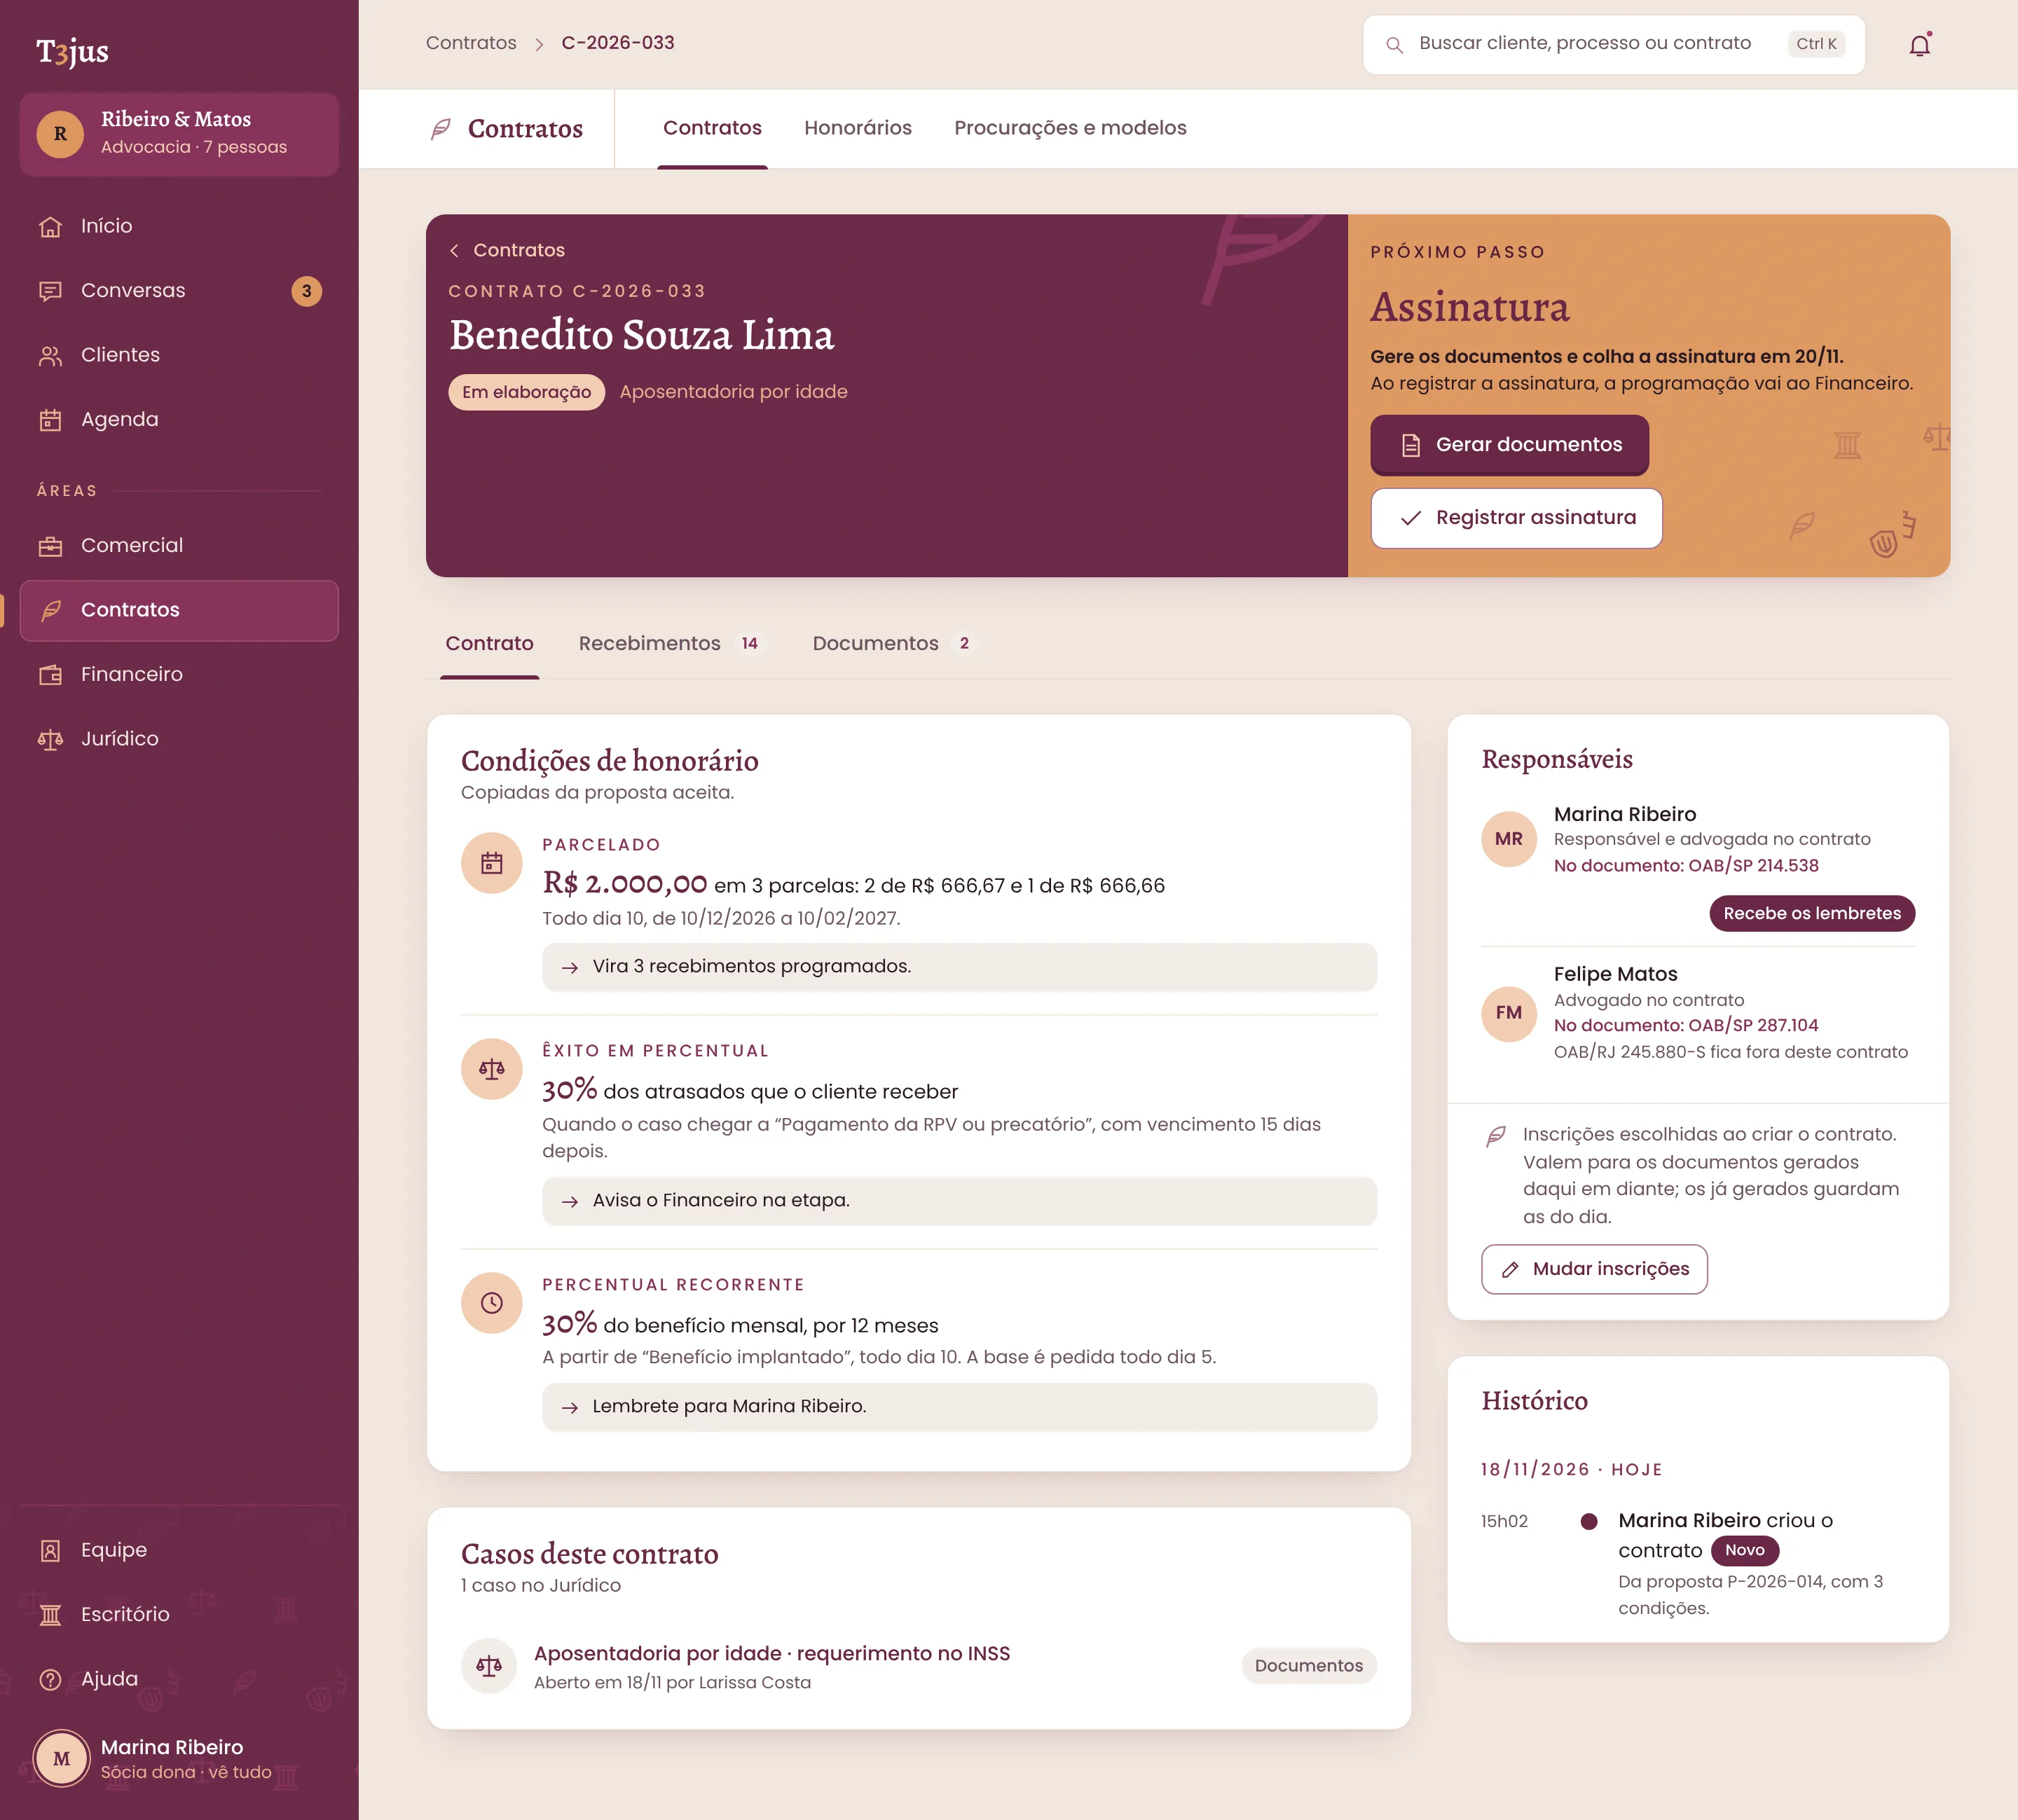 T3jus
R
Ribeiro & Matos
Advocacia · 7 pessoas
Início
Conversas
3
Clientes
Agenda
ÁREAS
Comercial
Contratos
Financeiro
Jurídico
Equipe
Escritório
Ajuda
M
Marina Ribeiro
Sócia dona · vê tudo
Contratos
C-2026-033
Buscar cliente, processo ou contrato
Ctrl K
Contratos
Contratos
Honorários
Procurações e modelos
Contratos
CONTRATO C-2026-033
Benedito Souza Lima
Em elaboração
Aposentadoria por idade
PRÓXIMO PASSO
Assinatura
Gere os documentos e colha a assinatura em 20/11.
Ao registrar a assinatura, a programação vai ao Financeiro.
Gerar documentos
Registrar assinatura
Contrato
Recebimentos 14
Documentos 2
Condições de honorário
Copiadas da proposta aceita.
PARCELADO
R$ 2.000,00 em 3 parcelas: 2 de R$ 666,67 e 1 de R$ 666,66
Todo dia 10, de 10/12/2026 a 10/02/2027.
→ Vira 3 recebimentos programados.
ÊXITO EM PERCENTUAL
30% dos atrasados que o cliente receber
Quando o caso chegar a “Pagamento da RPV ou precatório”, com vencimento 15 dias
depois.
→ Avisa o Financeiro na etapa.
PERCENTUAL RECORRENTE
30% do benefício mensal, por 12 meses
A partir de “Benefício implantado”, todo dia 10. A base é pedida todo dia 5.
→ Lembrete para Marina Ribeiro.
Casos deste contrato
1 caso no Jurídico
Aposentadoria por idade · requerimento no INSS
Aberto em 18/11 por Larissa Costa
Documentos
Responsáveis
MR
Marina Ribeiro
Responsável e advogada no contrato
No documento: OAB/SP 214.538
Recebe os lembretes
FM
Felipe Matos
Advogado no contrato
No documento: OAB/SP 287.104
OAB/RJ 245.880-S fica fora deste contrato
Inscrições escolhidas ao criar o contrato.
Valem para os documentos gerados
daqui em diante; os já gerados guardam
as do dia.
Mudar inscrições
Histórico
18/11/2026 · HOJE
15h02
Marina Ribeiro criou o
contrato Novo
Da proposta P-2026-014, com 3
condições.